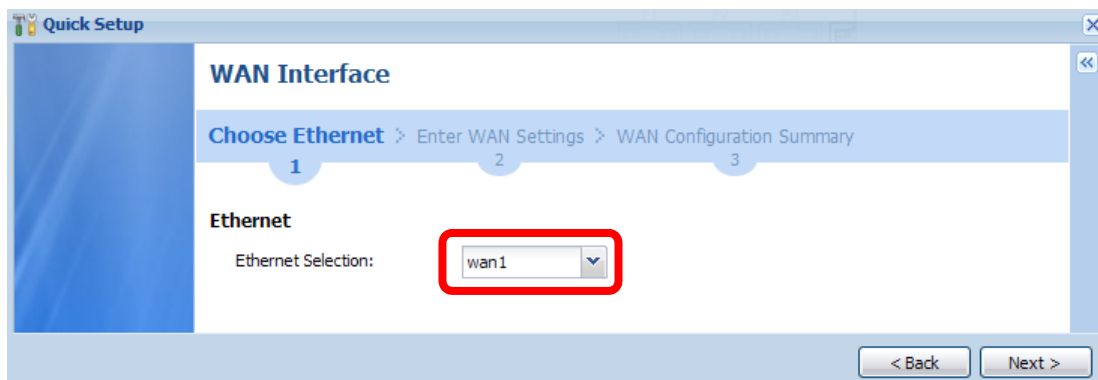 Quick Setup
WAN Interface
Choose Ethernet > Enter WAN Settings > WAN Configuration Summary
1 2 3
Ethernet
Ethernet Selection: wan1
< Back Next >